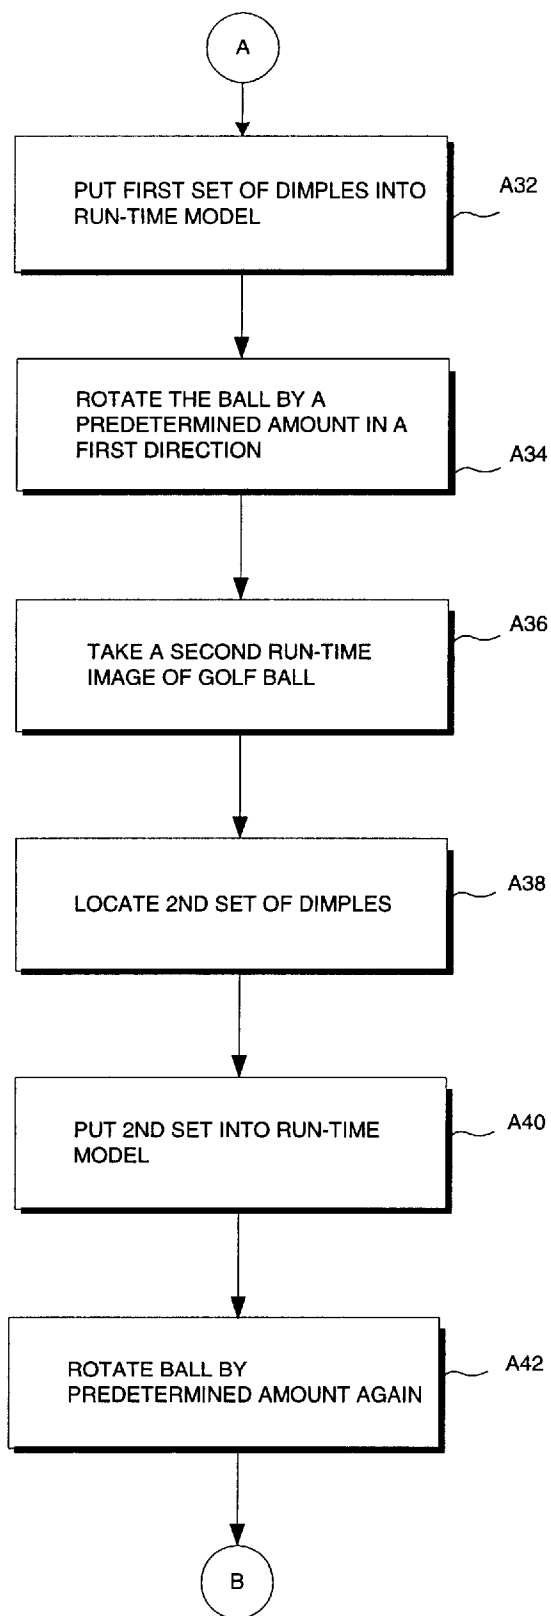 A
PUT FIRST SET OF DIMPLES INTO
RUN-TIME MODEL
A32
ROTATE THE BALL BY A
PREDETERMINED AMOUNT IN A
FIRST DIRECTION
A34
TAKE A SECOND RUN-TIME
IMAGE OF GOLF BALL
A36
LOCATE 2ND SET OF DIMPLES
A38
PUT 2ND SET INTO RUN-TIME
MODEL
A40
ROTATE BALL BY
PREDETERMINED AMOUNT AGAIN
A42
B